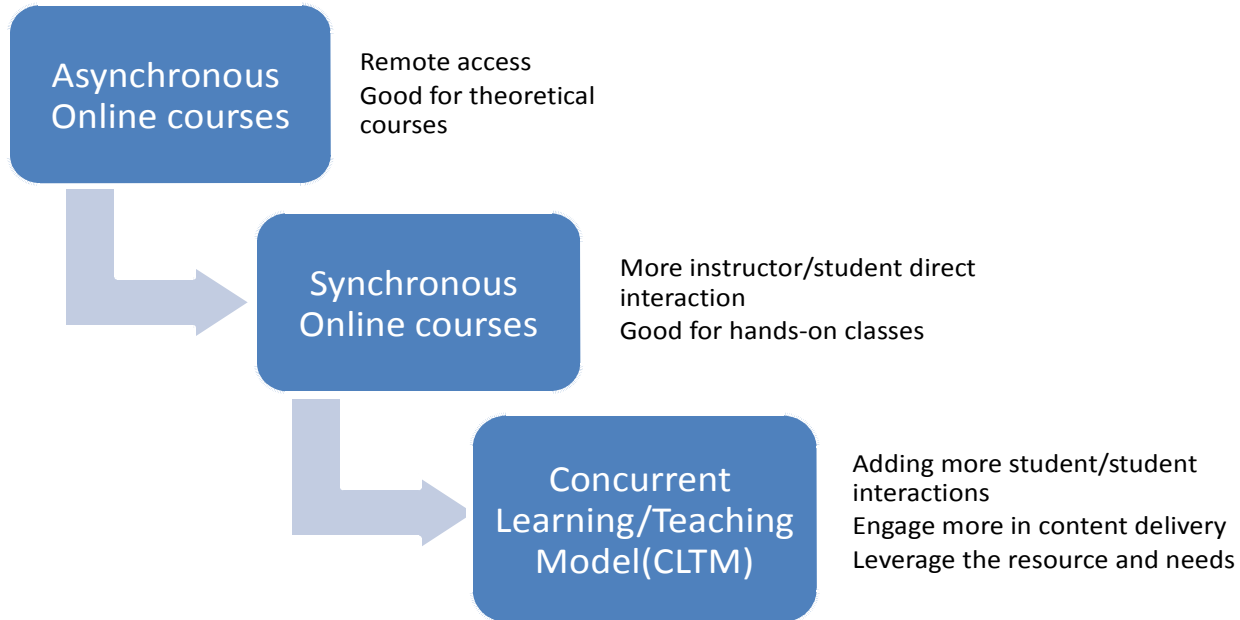 Asynchronous
Online courses
Remote access
Good for theoretical
courses
Synchronous
Online courses
More instructor/student direct
interaction
Good for hands-on classes
Concurrent
Learning/Teaching
Model(CLTM)
Adding more student/student
interactions
Engage more in content delivery
Leverage the resource and needs